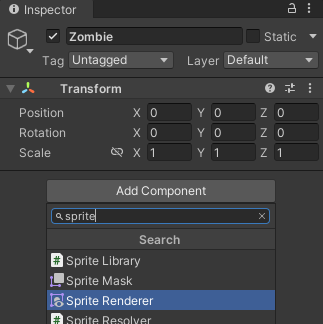 Inspector
Zombie Static
Tag Untagged Layer Default
Transform
Position X 0 Y 0 Z 0
Rotation X 0 Y 0 Z 0
Scale X 1 Y 1 Z 1
Add Component
sprite
Search
# Sprite Library
Sprite Mask
Sprite Renderer
# Sprite Resolver